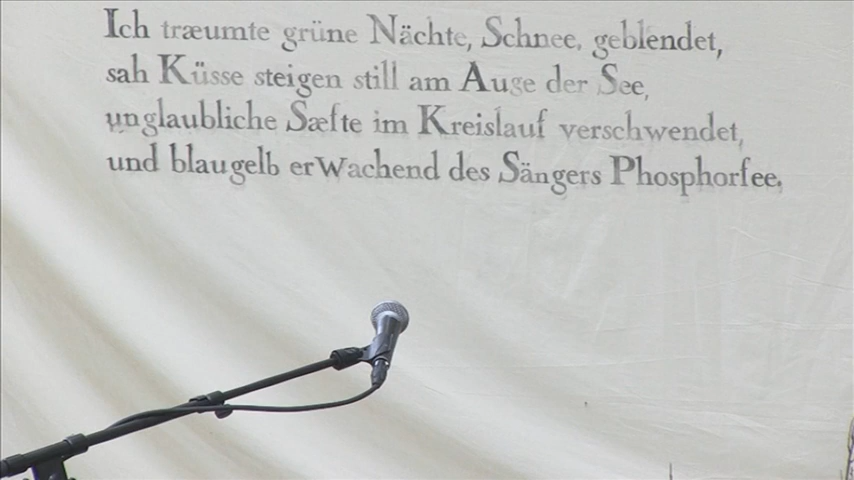 Ich træumte grüne Nächte, Schnee, geblendet,
sah Küsse steigen still am Auge der See,
unglaubliche Sæfte im Kreislauf verschwendet,
und blaugelb erWachend des Sängers Phosphorfee.